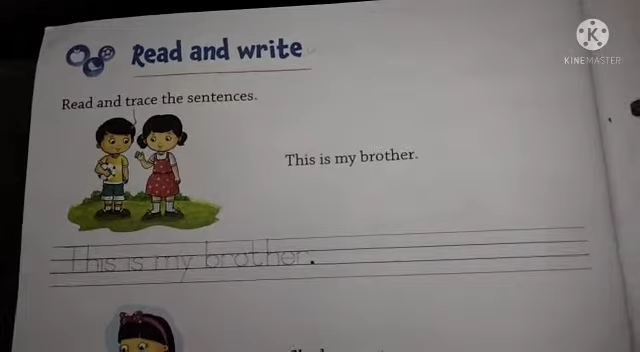 Read and write
KINEMASTER
Read and trace the sentences.
This is my brother.
This is my brother.